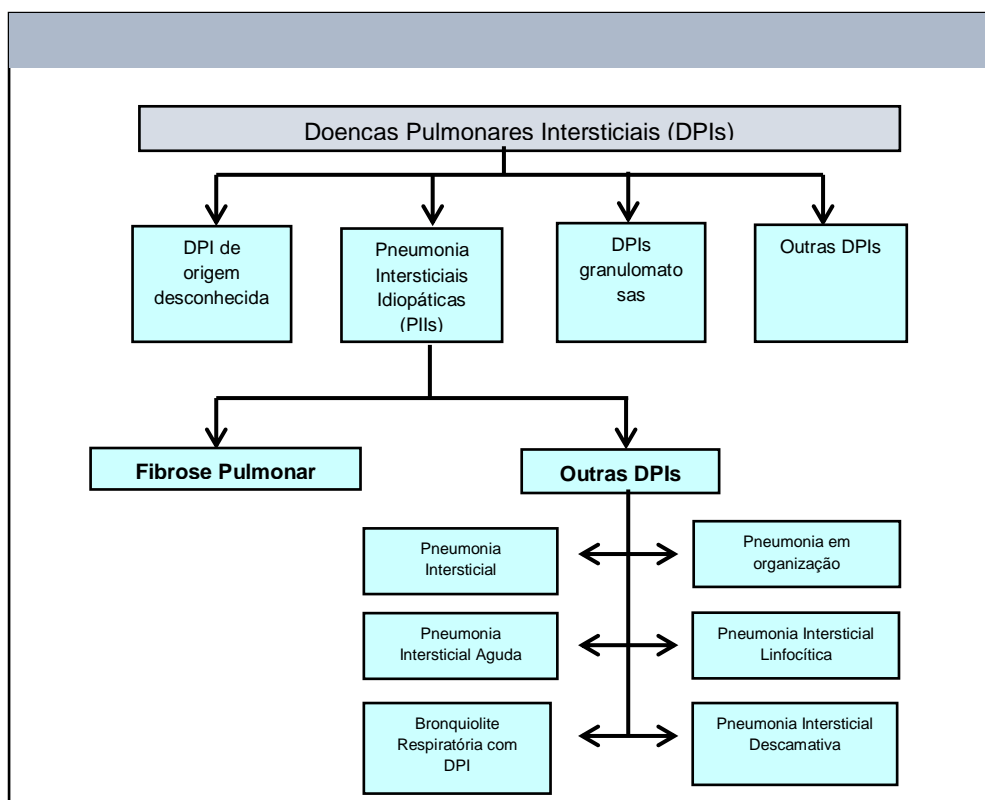 Doencas Pulmonares Intersticiais (DPIs)
DPI de
origem
desconhecida
Pneumonia
Intersticiais
Idiopáticas
(PIIs)
DPIs
granulomato
sas
Outras DPIs
Fibrose Pulmonar
Outras DPIs
Pneumonia
Intersticial
Pneumonia em
organização
Pneumonia
Intersticial Aguda
Pneumonia Intersticial
Linfocítica
Bronquiolite
Respiratória com
DPI
Pneumonia Intersticial
Descamativa